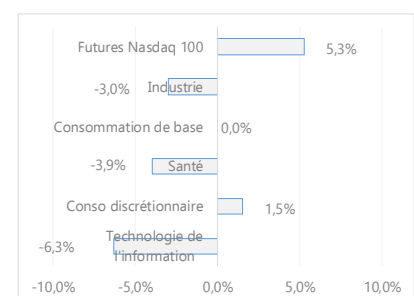 Futures Nasdaq 100 5,3%
-3,0% Industrie
Consommation de base 0,0%
-3,9% Santé
Conso discrétionnaire 1,5%
Technologie de
-6,3% l'information
-10,0% -5,0% 0,0% 5,0% 10,0%